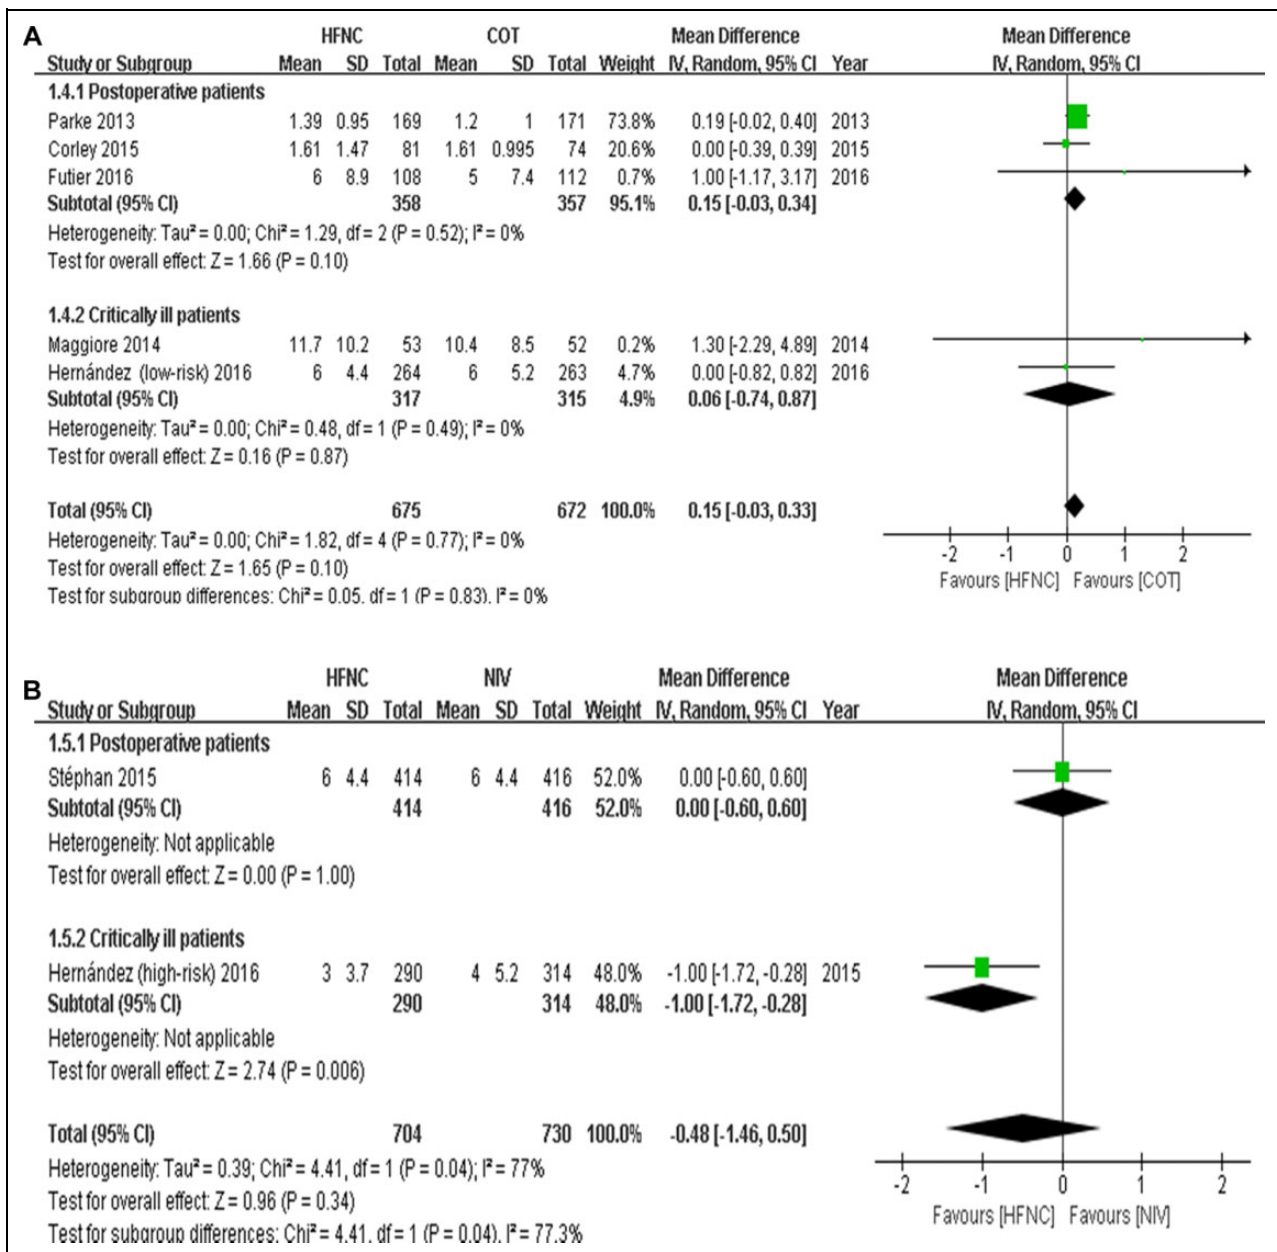 A
HFNC COT Mean Difference Mean Difference
Study or Subgroup Mean SD Total Mean SD Total Weight IV, Random, 95% CI Year IV, Random, 95% CI
1.4.1 Postoperative patients
Parke 2013 1.39 0.95 169 1.2 1 171 73.8% 0.19 [-0.02, 0.40] 2013
Corley 2015 1.61 1.47 81 1.61 0.995 74 20.6% 0.00 [-0.39, 0.39] 2015
Futier 2016 6 8.9 108 5 7.4 112 0.7% 1.00 [-1.17, 3.17] 2016
Subtotal (95% CI) 358 357 95.1% 0.15 [-0.03, 0.34]
Heterogeneity: Tau² = 0.00; Chi² = 1.29, df = 2 (P = 0.52); I² = 0%
Test for overall effect: Z = 1.66 (P = 0.10)
1.4.2 Critically ill patients
Maggiore 2014 11.7 10.2 53 10.4 8.5 52 0.2% 1.30 [-2.29, 4.89] 2014
Hernández (low-risk) 2016 6 4.4 264 6 5.2 263 4.7% 0.00 [-0.82, 0.82] 2016
Subtotal (95% CI) 317 315 4.9% 0.06 [-0.74, 0.87]
Heterogeneity: Tau² = 0.00; Chi² = 0.48, df = 1 (P = 0.49); I² = 0%
Test for overall effect: Z = 0.16 (P = 0.87)
Total (95% CI) 675 672 100.0% 0.15 [-0.03, 0.33]
Heterogeneity: Tau² = 0.00; Chi² = 1.82, df = 4 (P = 0.77); I² = 0%
Test for overall effect: Z = 1.65 (P = 0.10)
Test for subgroup differences: Chi² = 0.05, df = 1 (P = 0.83), I² = 0%
-2 -1 0 1 2
Favours [HFNC] Favours [COT]
B
HFNC NIV Mean Difference Mean Difference
Study or Subgroup Mean SD Total Mean SD Total Weight IV, Random, 95% CI Year IV, Random, 95% CI
1.5.1 Postoperative patients
Stéphan 2015 6 4.4 414 6 4.4 416 52.0% 0.00 [-0.60, 0.60]
Subtotal (95% CI) 414 416 52.0% 0.00 [-0.60, 0.60]
Heterogeneity: Not applicable
Test for overall effect: Z = 0.00 (P = 1.00)
1.5.2 Critically ill patients
Hernández (high-risk) 2016 3 3.7 290 4 5.2 314 48.0% -1.00 [-1.72, -0.28] 2015
Subtotal (95% CI) 290 314 48.0% -1.00 [-1.72, -0.28]
Heterogeneity: Not applicable
Test for overall effect: Z = 2.74 (P = 0.006)
Total (95% CI) 704 730 100.0% -0.48 [-1.46, 0.50]
Heterogeneity: Tau² = 0.39; Chi² = 4.41, df = 1 (P = 0.04); I² = 77%
Test for overall effect: Z = 0.96 (P = 0.34)
Test for subgroup differences: Chi² = 4.41, df = 1 (P = 0.04), I² = 77.3%
-2 -1 0 1 2
Favours [HFNC] Favours [NIV]